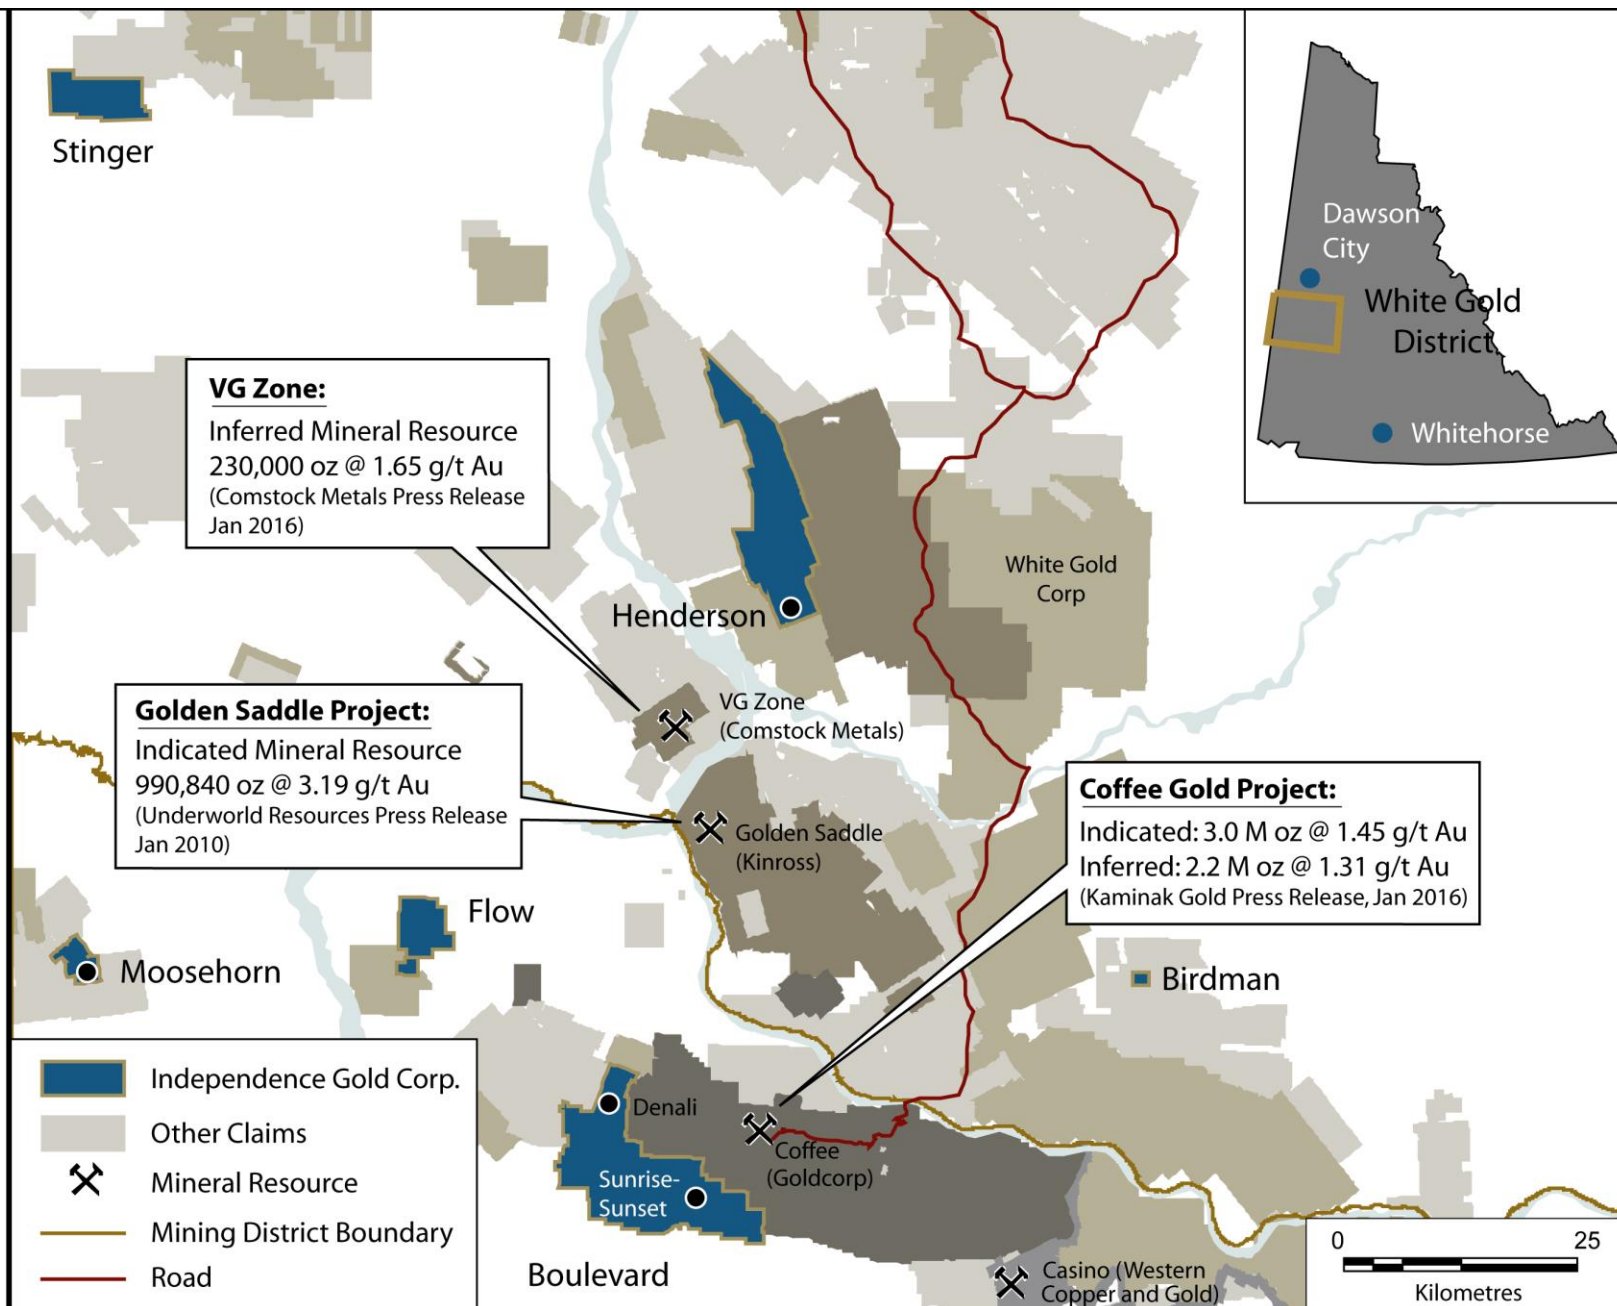 Stinger
Dawson
City
White Gold
District
Whitehorse
VG Zone:
Inferred Mineral Resource
230,000 oz @ 1.65 g/t Au
(Comstock Metals Press Release
Jan 2016)
White Gold
Corp
Henderson
VG Zone
(Comstock Metals)
Golden Saddle Project:
Indicated Mineral Resource
990,840 oz @ 3.19 g/t Au
(Underworld Resources Press Release
Jan 2010)
Golden Saddle
(Kinross)
Coffee Gold Project:
Indicated: 3.0 M oz @ 1.45 g/t Au
Inferred: 2.2 M oz @ 1.31 g/t Au
(Kaminak Gold Press Release, Jan 2016)
Flow
Moosehorn
Birdman
Independence Gold Corp.
Other Claims
Mineral Resource
Mining District Boundary
Road
Denali
Coffee
(Goldcorp)
Sunrise-
Sunset
Boulevard
Casino (Western
Copper and Gold)
0 25
Kilometres